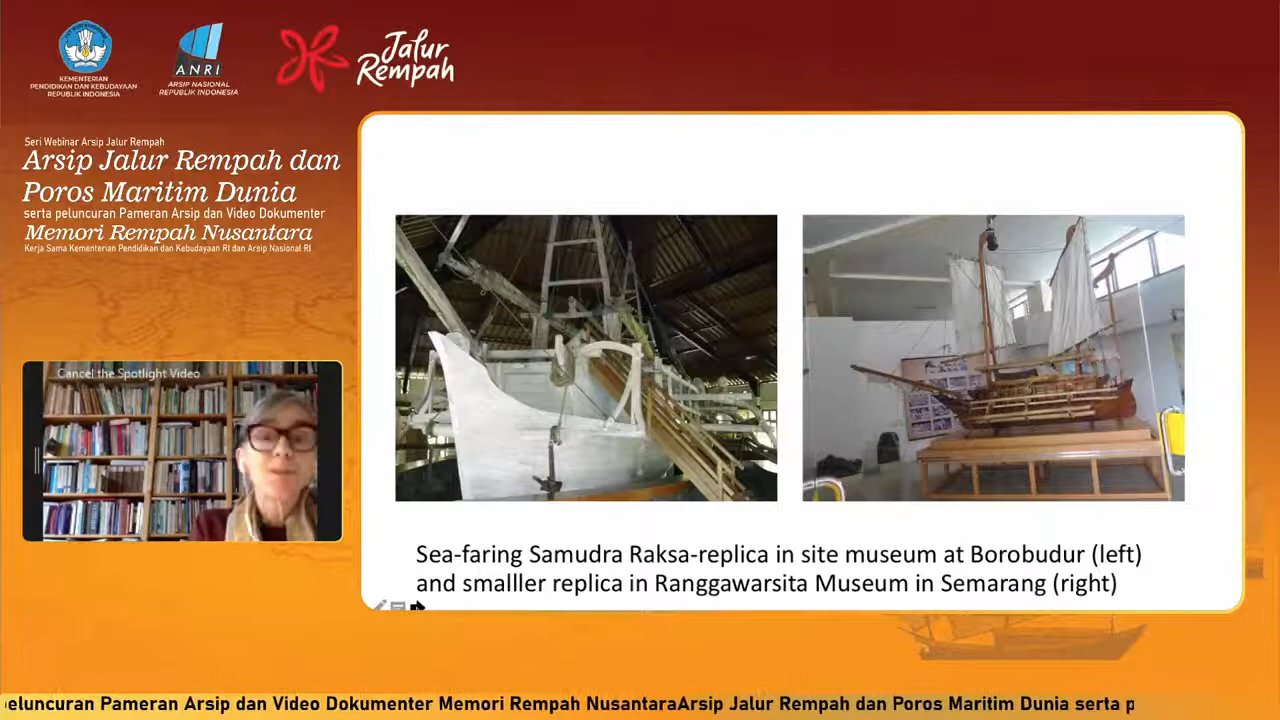 KEMENTERIAN
PENDIDIKAN DAN KEBUDAYAAN
REPUBLIK INDONESIA
ANRI
ARSIP NASIONAL
REPUBLIK INDONESIA
Jalur
Rempah
Seri Webinar Arsip Jalur Rempah
Arsip Jalur Rempah dan
Poros Maritim Dunia
serta peluncuran Pameran Arsip dan Video Dokumenter
Memori Rempah Nusantara
Kerja Sama Kementerian Pendidikan dan Kebudayaan RI dan Arsip Nasional RI
Cancel the Spotlight Video
Sea-faring Samudra Raksa-replica in site museum at Borobudur (left)
and smalller replica in Ranggawarsita Museum in Semarang (right)
eluncuran Pameran Arsip dan Video Dokumenter Memori Rempah NusantaraArsip Jalur Rempah dan Poros Maritim Dunia serta p